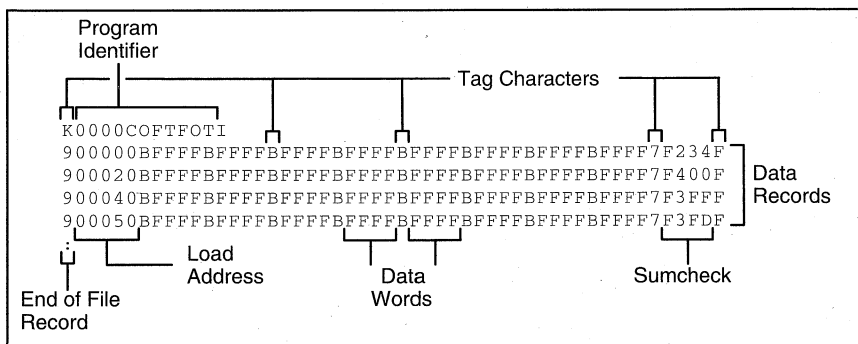 Program
Identifier
Tag Characters
K0000COFTFOTI
900000BFFFFBFFFFBFFFFBFFFFBFFFFBFFFFBFFFFBFFFF7F234F
900020BFFFFBFFFFBFFFFBFFFFBFFFFBFFFFBFFFFBFFFF7F400F
900040BFFFFBFFFFBFFFFBFFFFBFFFFBFFFFBFFFFBFFFF7F3FFF
900050BFFFFBFFFFBFFFFBFFFFBFFFFBFFFFBFFFFBFFFF7F3FDF
:
Data
Records
Load
Address
Data
Words
Sumcheck
End of File
Record